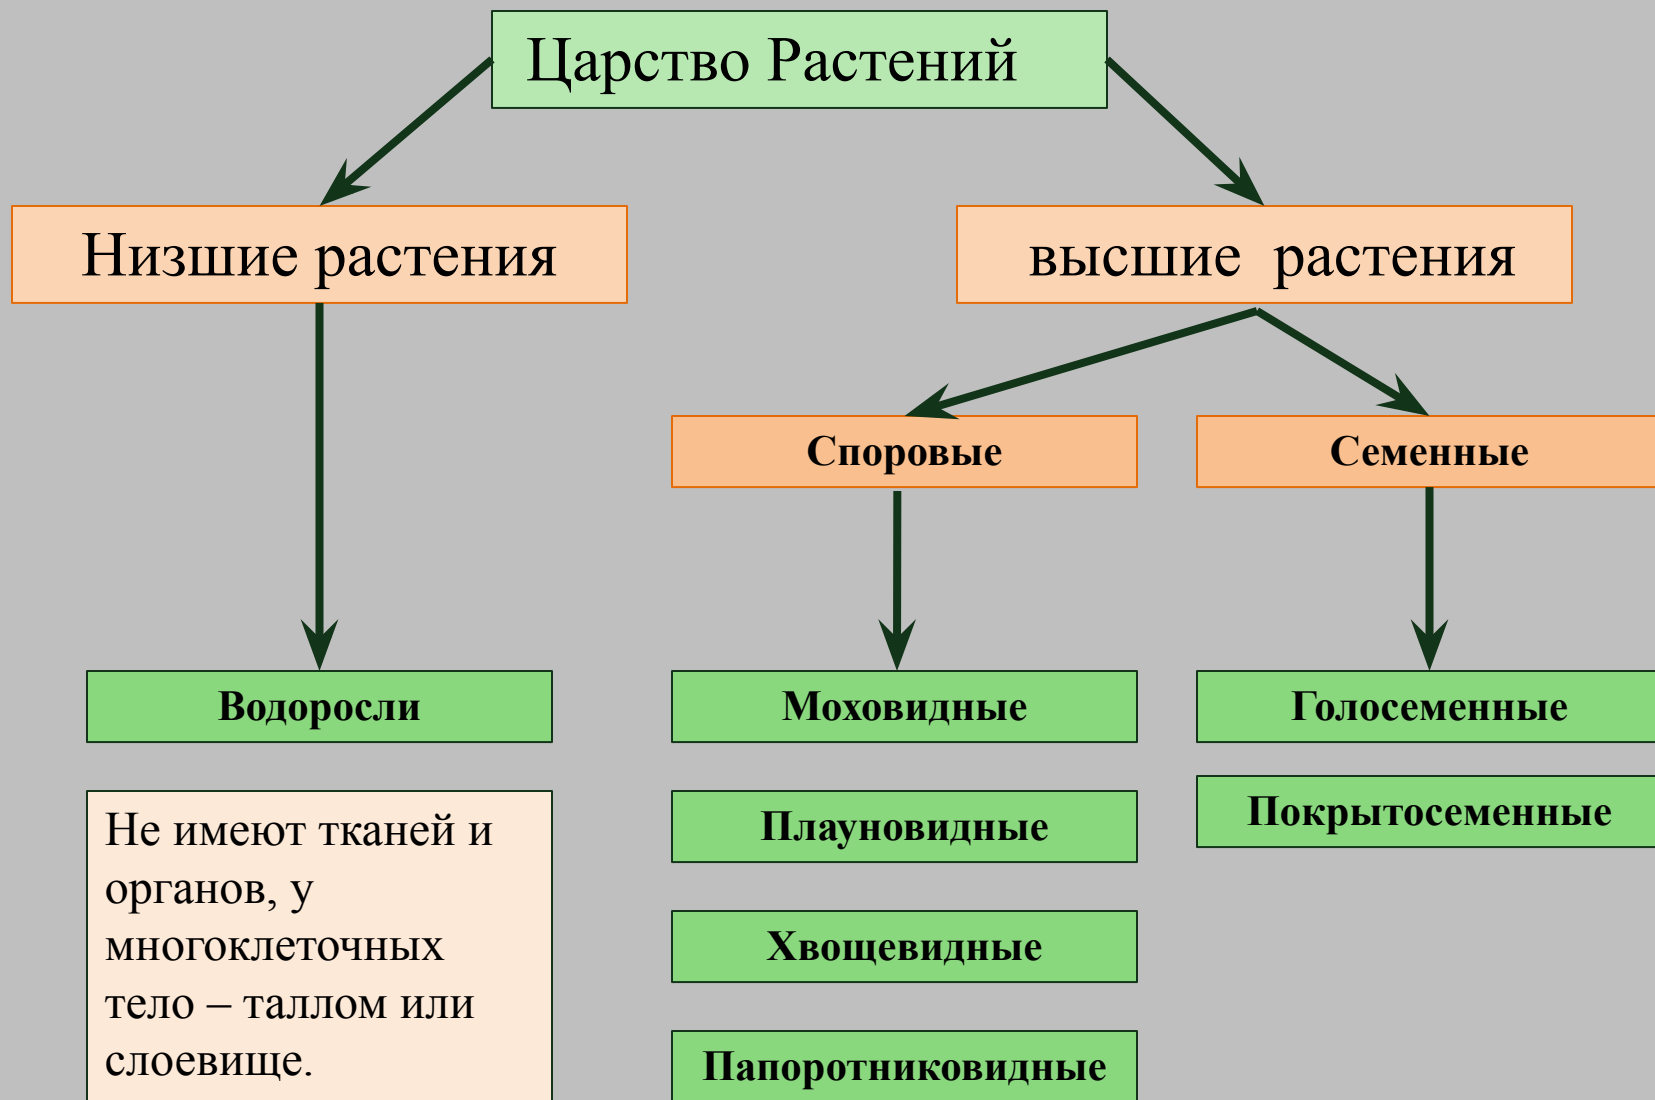 Царство Растений
Низшие растения
высшие растения
Споровые
Семенные
Водоросли
Моховидные
Голосеменные
Покрытосеменные
Плауновидные
Не имеют тканей и
органов, у
многоклеточных
тело – таллом или
слоевище.
Хвощевидные
Папоротниковидные